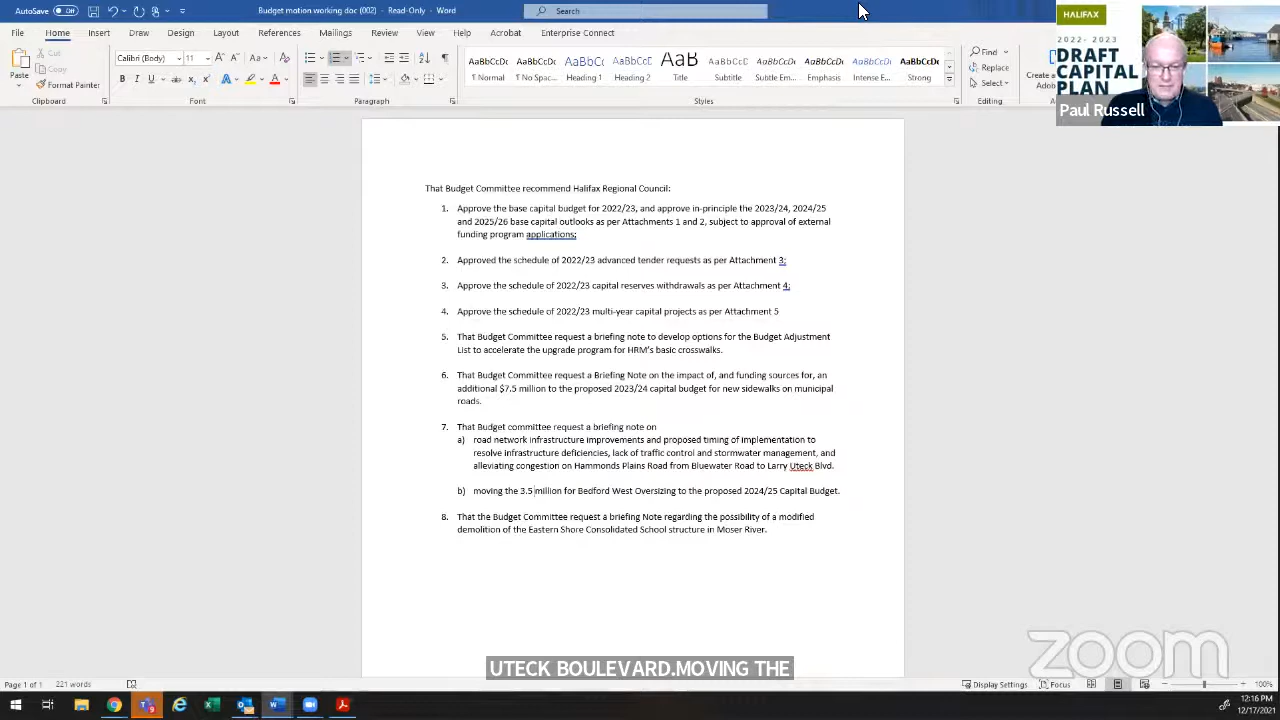 AutoSave Off Budget motion working doc (002) - Read-Only - Word Search
File Home Insert Draw Design Layout References Mailings Review View Help Acrobat Enterprise Connect
Paste Cut Copy Format Painter
Clipboard
Calibri (Body) 11
Font
Paragraph
AaBbCcDc AaBbCcDc AaBbC( AaBbCcC AaB AaBbCcD AaBbCcDt AaBbCcDt AaBbCcDt AaBbCcDc
¶ Normal ¶ No Spac... Heading 1 Heading 2 Title Subtitle Subtle Em... Emphasis Intense E... Strong
Styles
Find
Replace
Select
Editing
Create a
Adob
HALIFAX
2022 - 2023
DRAFT
CAPITAL
PLAN
Paul Russell
That Budget Committee recommend Halifax Regional Council:
1. Approve the base capital budget for 2022/23, and approve in-principle the 2023/24, 2024/25
and 2025/26 base capital outlooks as per Attachments 1 and 2, subject to approval of external
funding program applications;
2. Approved the schedule of 2022/23 advanced tender requests as per Attachment 3;
3. Approve the schedule of 2022/23 capital reserves withdrawals as per Attachment 4;
4. Approve the schedule of 2022/23 multi-year capital projects as per Attachment 5
5. That Budget Committee request a briefing note to develop options for the Budget Adjustment
List to accelerate the upgrade program for HRM's basic crosswalks.
6. That Budget Committee request a Briefing Note on the impact of, and funding sources for, an
additional $7.5 million to the proposed 2023/24 capital budget for new sidewalks on municipal
roads.
7. That Budget committee request a briefing note on
a) road network infrastructure improvements and proposed timing of implementation to
resolve infrastructure deficiencies, lack of traffic control and stormwater management, and
alleviating congestion on Hammonds Plains Road from Bluewater Road to Larry Uteck Blvd.
b) moving the 3.5 million for Bedford West Oversizing to the proposed 2024/25 Capital Budget.
8. That the Budget Committee request a briefing Note regarding the possibility of a modified
demolition of the Eastern Shore Consolidated School structure in Moser River.
zoom
UTECK BOULEVARD.MOVING THE
Page 1 of 1 221 words Display Settings Focus 100%
12:16 PM
12/17/2021